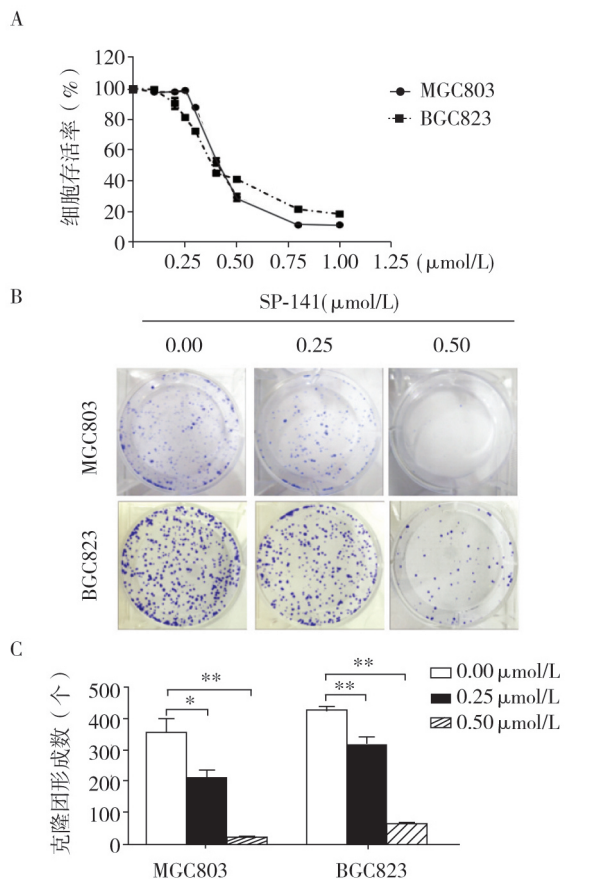 A
120
100
80
60
40
20
0
细胞存活率（%）
MGC803
BGC823
0.25 0.50 0.75 1.00 1.25 (μmol/L)
B
SP-141(μmol/L)
0.00 0.25 0.50
MGC803
BGC823
C
克隆团形成数（个）
500
400
300
200
100
0
** **
* **
0.00 μmol/L
0.25 μmol/L
0.50 μmol/L
MGC803 BGC823